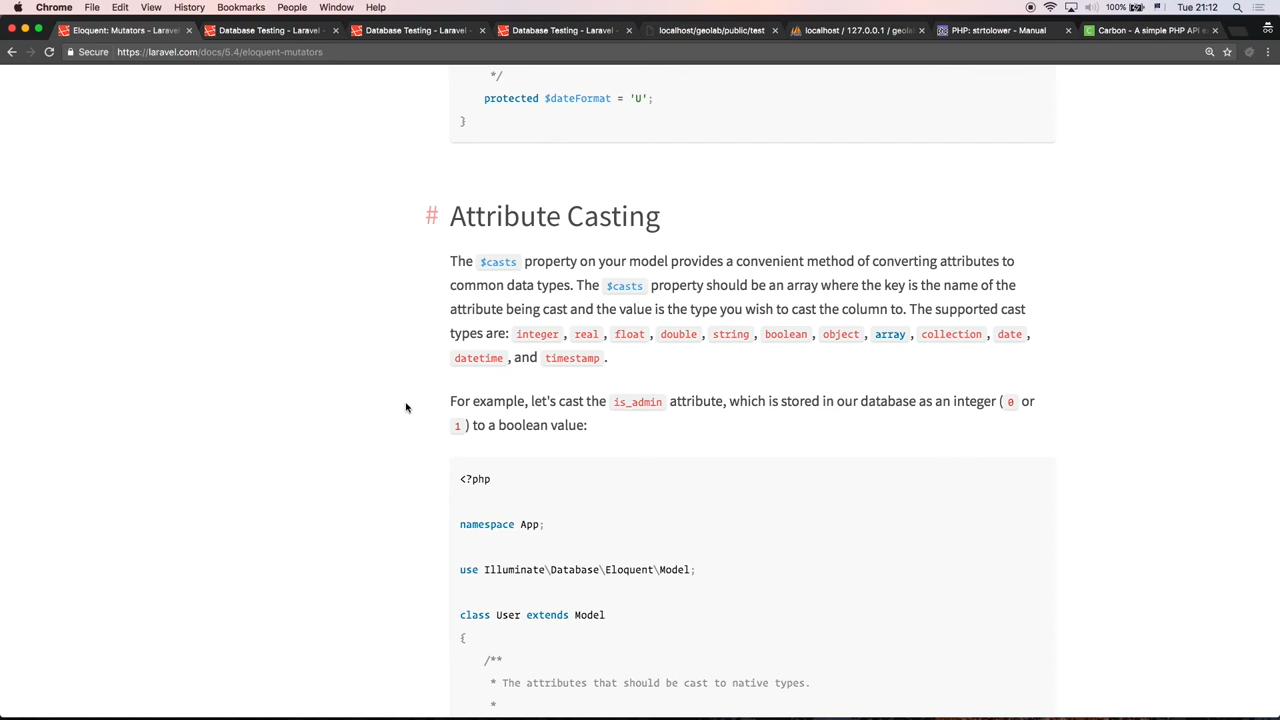 Chrome File Edit View History Bookmarks People Window Help 100% Tue 21:12
Eloquent: Mutators - Laravel Database Testing - Laravel - Database Testing - Laravel - Database Testing - Laravel - localhost/geolab/public/test localhost / 127.0.0.1 / geola PHP: strtolower - Manual Carbon - A simple PHP API ex
Secure https://laravel.com/docs/5.4/eloquent-mutators
*/
protected $dateFormat = 'U';
}
# Attribute Casting
The $casts property on your model provides a convenient method of converting attributes to
common data types. The $casts property should be an array where the key is the name of the
attribute being cast and the value is the type you wish to cast the column to. The supported cast
types are: integer, real, float, double, string, boolean, object, array, collection, date,
datetime, and timestamp.
For example, let's cast the is_admin attribute, which is stored in our database as an integer (0 or
1) to a boolean value:
<?php
namespace App;
use Illuminate\Database\Eloquent\Model;
class User extends Model
{
/**
* The attributes that should be cast to native types.
*